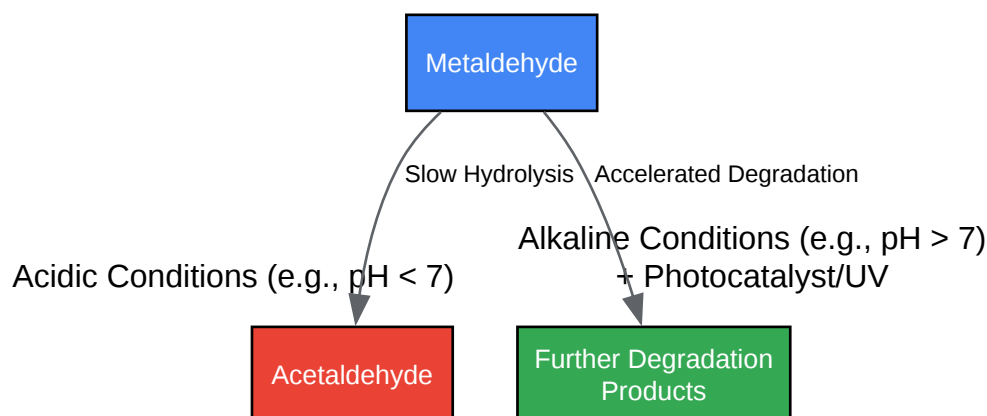 Metaldehyde
Slow Hydrolysis
Accelerated Degradation
Acidic Conditions (e.g., pH < 7)
Alkaline Conditions (e.g., pH > 7)
+ Photocatalyst/UV
Acetaldehyde
Further Degradation
Products